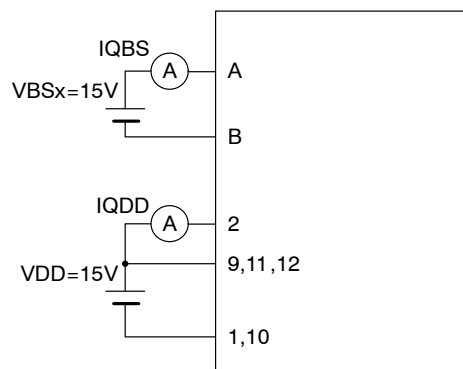 IQBS
A
A
VBSx=15V
B
IQDD
A
2
9,11,12
VDD=15V
1,10